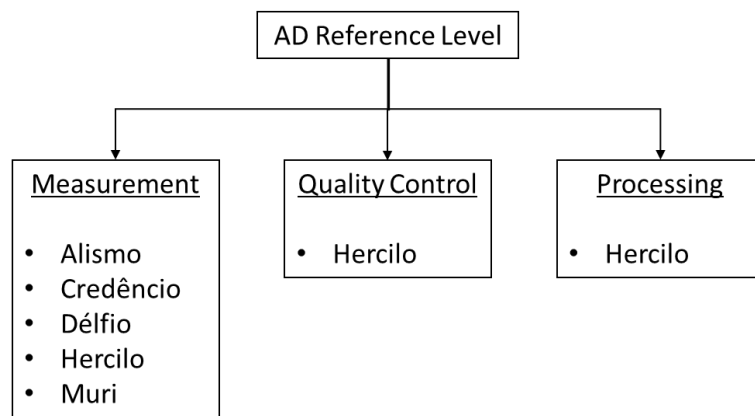 AD Reference Level
Measurement
• Alismo
• Credêncio
• Délfio
• Hercilo
• Muri
Quality Control
• Hercilo
Processing
• Hercilo